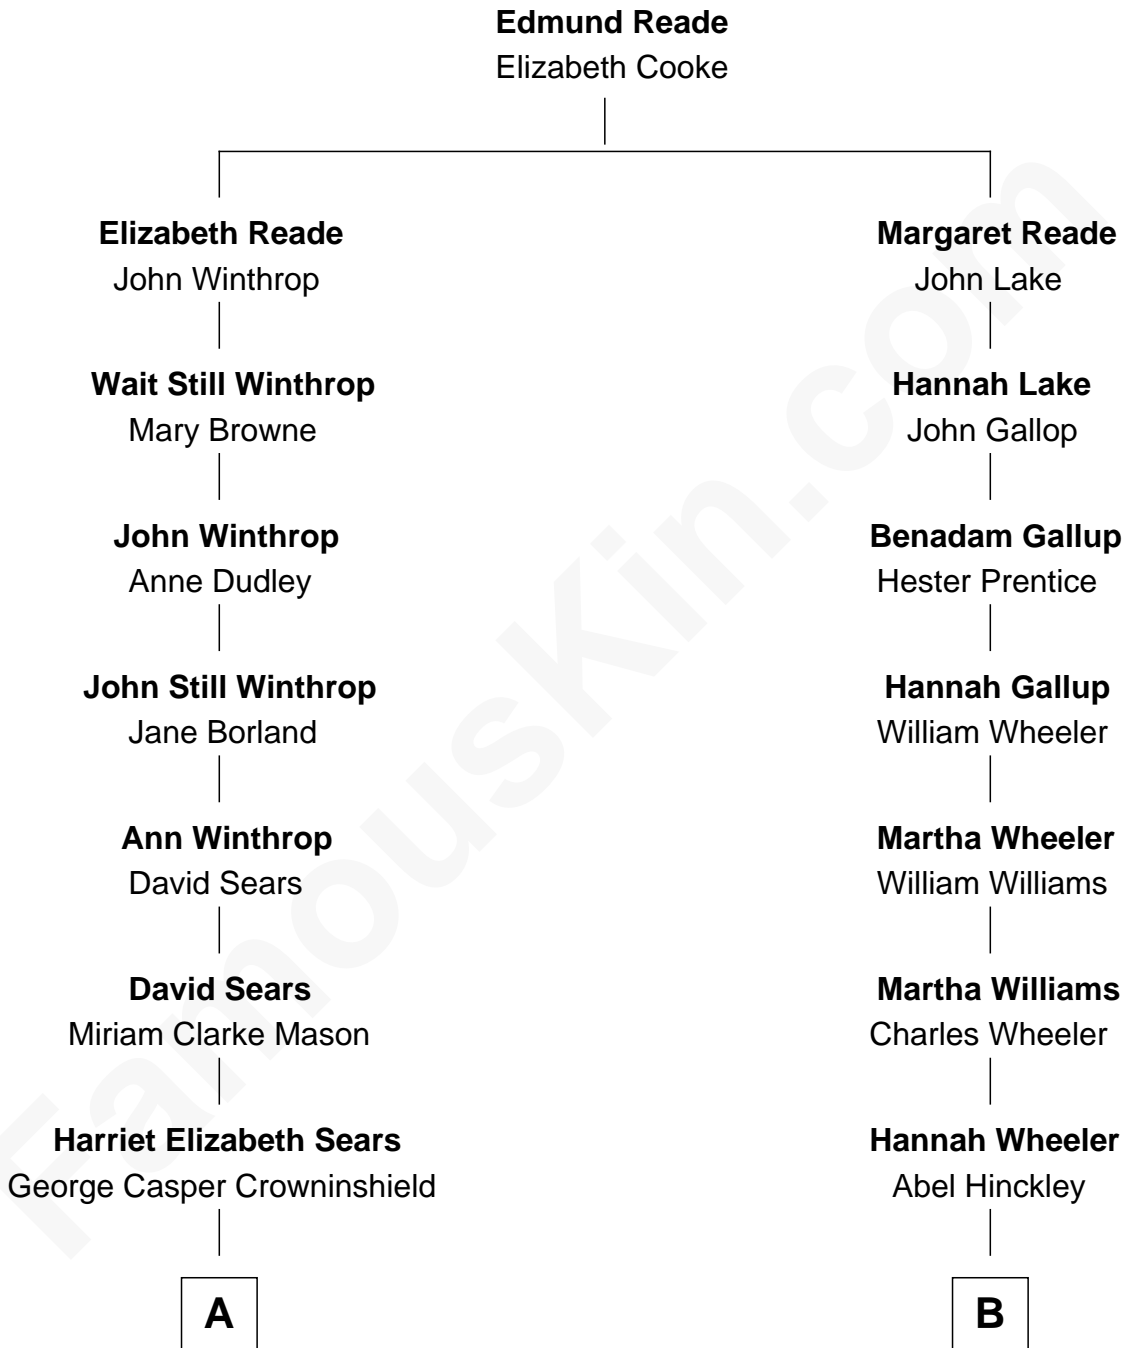 Edmund Reade
Elizabeth Cooke
Elizabeth Reade
John Winthrop
Margaret Reade
John Lake
Wait Still Winthrop
Mary Browne
Hannah Lake
John Gallop
John Winthrop
Anne Dudley
Benadam Gallup
Hester Prentice
John Still Winthrop
Jane Borland
Hannah Gallup
William Wheeler
Ann Winthrop
David Sears
Martha Wheeler
William Williams
David Sears
Miriam Clarke Mason
Martha Williams
Charles Wheeler
Harriet Elizabeth Sears
George Casper Crowninshield
Hannah Wheeler
Abel Hinckley
A
B
FamousKin.com